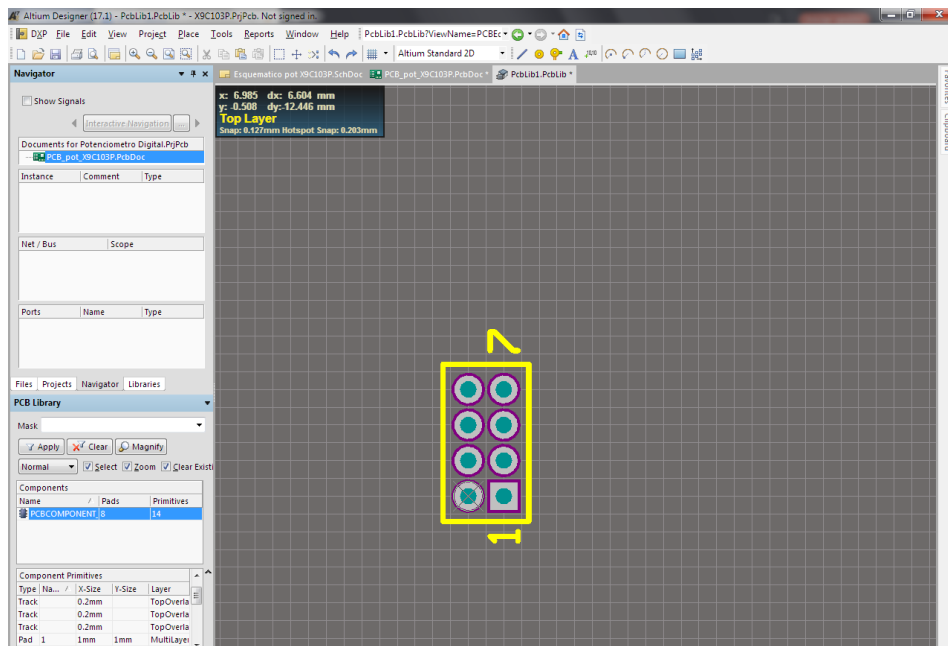 Altium Designer (17.1) - PcbLib1.PcbLib * - X9C103P.PrjPcb. Not signed in.
DXP File Edit View Project Place Tools Reports Window Help PcbLib1.PcbLib?ViewName=PCBEc
Altium Standard 2D
Navigator
Esquematico pot X9C103P.SchDoc PCB_pot_X9C103P.PcbDoc * PcbLib1.PcbLib *
x: 6.985 dx: 6.604 mm
y: -0.508 dy:-12.446 mm
Top Layer
Snap: 0.127mm Hotspot Snap: 0.203mm
Show Signals
Interactive Navigation ...
Documents for Potenciometro Digital.PrjPcb
PCB_pot_X9C103P.PcbDoc
Instance Comment Type
Net / Bus Scope
Ports Name Type
Files Projects Navigator Libraries
PCB Library
Mask
Apply Clear Magnify
Normal Select Zoom Clear Existi
Components
Name / Pads Primitives
PCBCOMPONENT_ 8 14
Component Primitives
Type Na... / X-Size Y-Size Layer
Track 0.2mm TopOverla
Track 0.2mm TopOverla
Track 0.2mm TopOverla
Pad 1 1mm 1mm MultiLayer
7
1
Clipboard